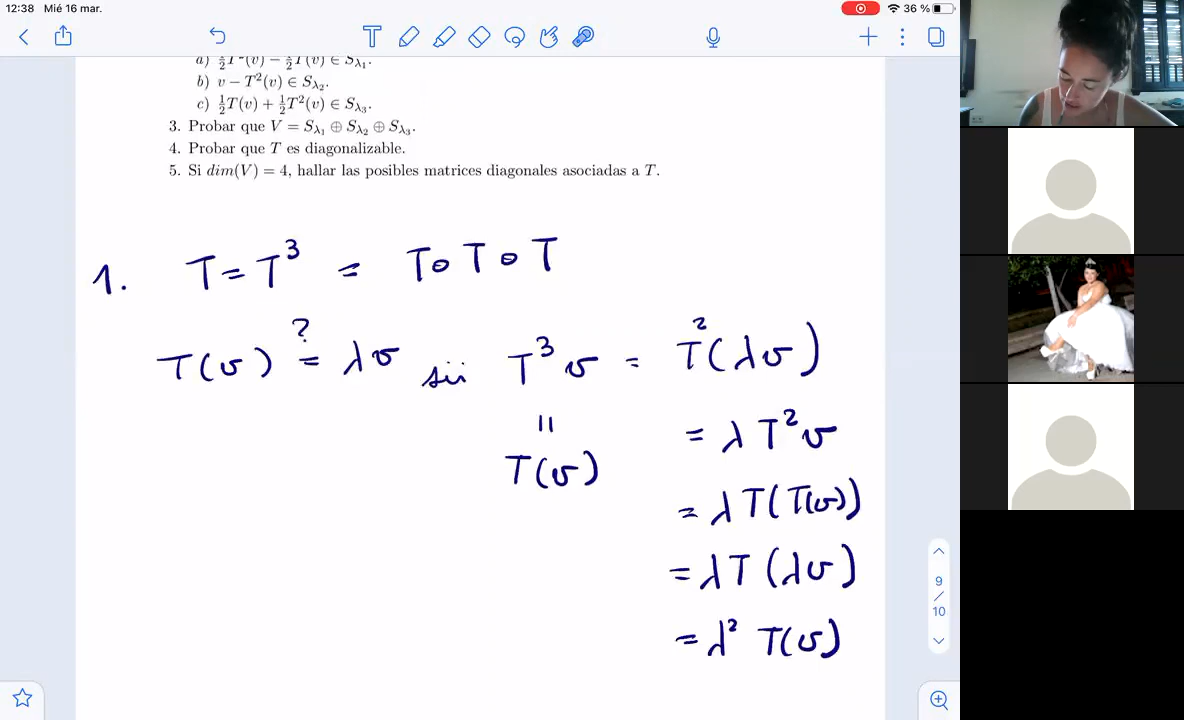 12:38 Mié 16 mar.
36 %
b) v − T²(v) ∈ S_λ₂.
c) ½T(v) + ½T²(v) ∈ S_λ₃.
3. Probar que V = S_λ₁ ⊕ S_λ₂ ⊕ S_λ₃.
4. Probar que T es diagonalizable.
5. Si dim(V) = 4, hallar las posibles matrices diagonales asociadas a T.
1. T = T³ = T∘T∘T
?
T(v) = λv sii T³v = T²(λv)
= λT²v
||
T(v)
= λT(T(v))
= λT(λv)
= λ² T(v)
9
/
10